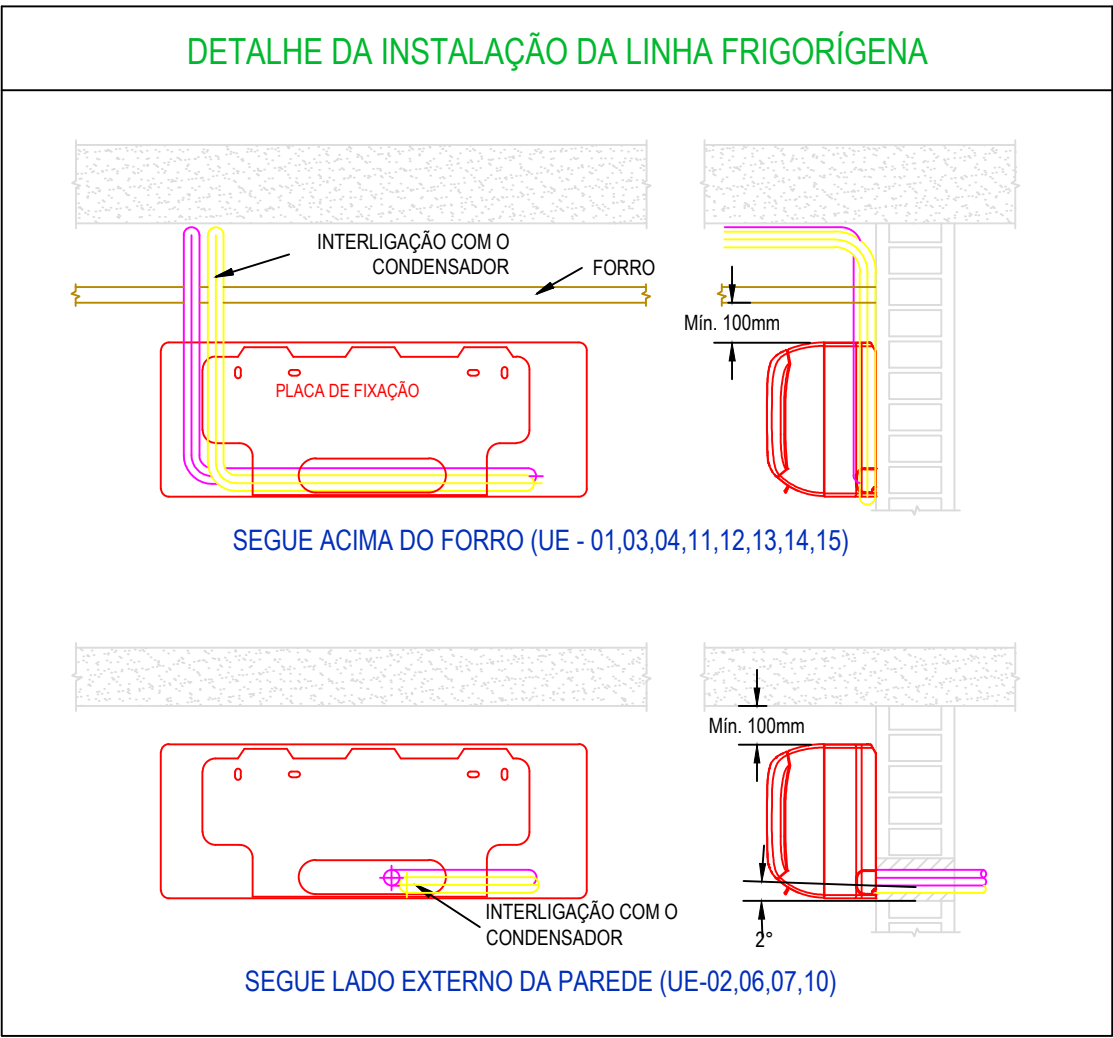 DETALHE DA INSTALAÇÃO DA LINHA FRIGORÍGENA
INTERLIGAÇÃO COM O
CONDENSADOR
FORRO
Mín. 100mm
PLACA DE FIXAÇÃO
SEGUE ACIMA DO FORRO (UE - 01,03,04,11,12,13,14,15)
Mín. 100mm
INTERLIGAÇÃO COM O
CONDENSADOR
2°
SEGUE LADO EXTERNO DA PAREDE (UE-02,06,07,10)